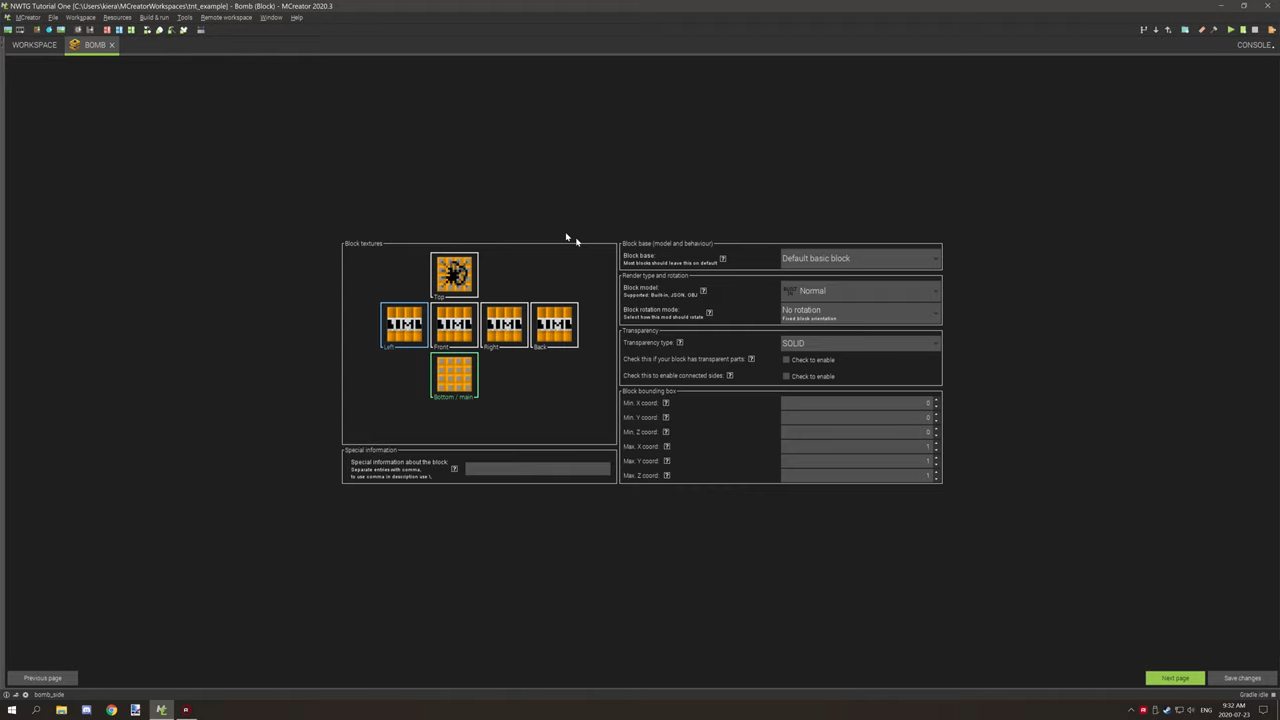 NWTG Tutorial One [C:\Users\kiera\MCreatorWorkspaces\tnt_example] - Bomb (Block) - MCreator 2020.3
MCreator File Workspace Resources Build & run Tools Remote workspace Window Help
WORKSPACE BOMB CONSOLE
Block textures
Top
Left Front Right Back
Bottom / main
Special information
Special information about the block:
Separate entries with comma,
to use comma in description use \,
Block base (model and behaviour)
Block base: Default basic block
Most blocks should leave this on default
Render type and rotation
Block model: Normal
Supported: Built-in, JSON, OBJ
Block rotation mode: No rotation
Select how this mod should rotate Fixed block orientation
Transparency
Transparency type: SOLID
Check this if your block has transparent parts: Check to enable
Check this to enable connected sides: Check to enable
Block bounding box
Min. X coord: 0
Min. Y coord: 0
Min. Z coord: 0
Max. X coord: 1
Max. Y coord: 1
Max. Z coord: 1
Previous page Next page Save changes
bomb_side Gradle idle
ENG 9:32 AM
2020-07-23